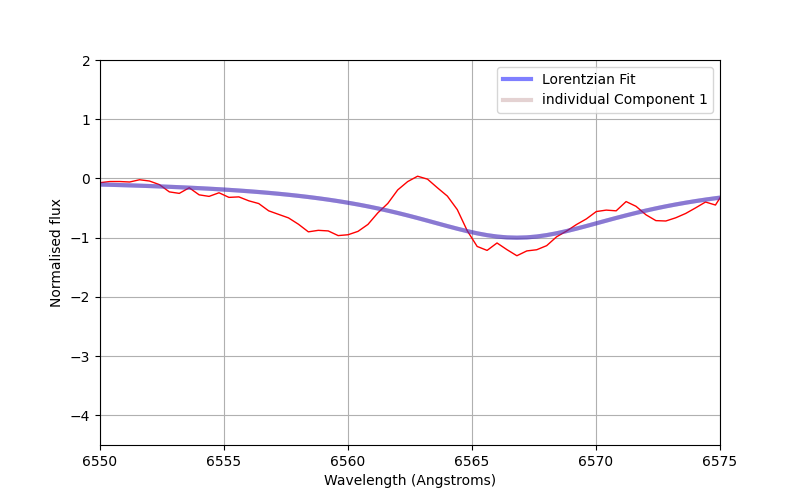 2
1
0
−1
−2
−3
−4
Normalised flux
Lorentzian Fit
individual Component 1
6550 6555 6560 6565 6570 6575
Wavelength (Angstroms)